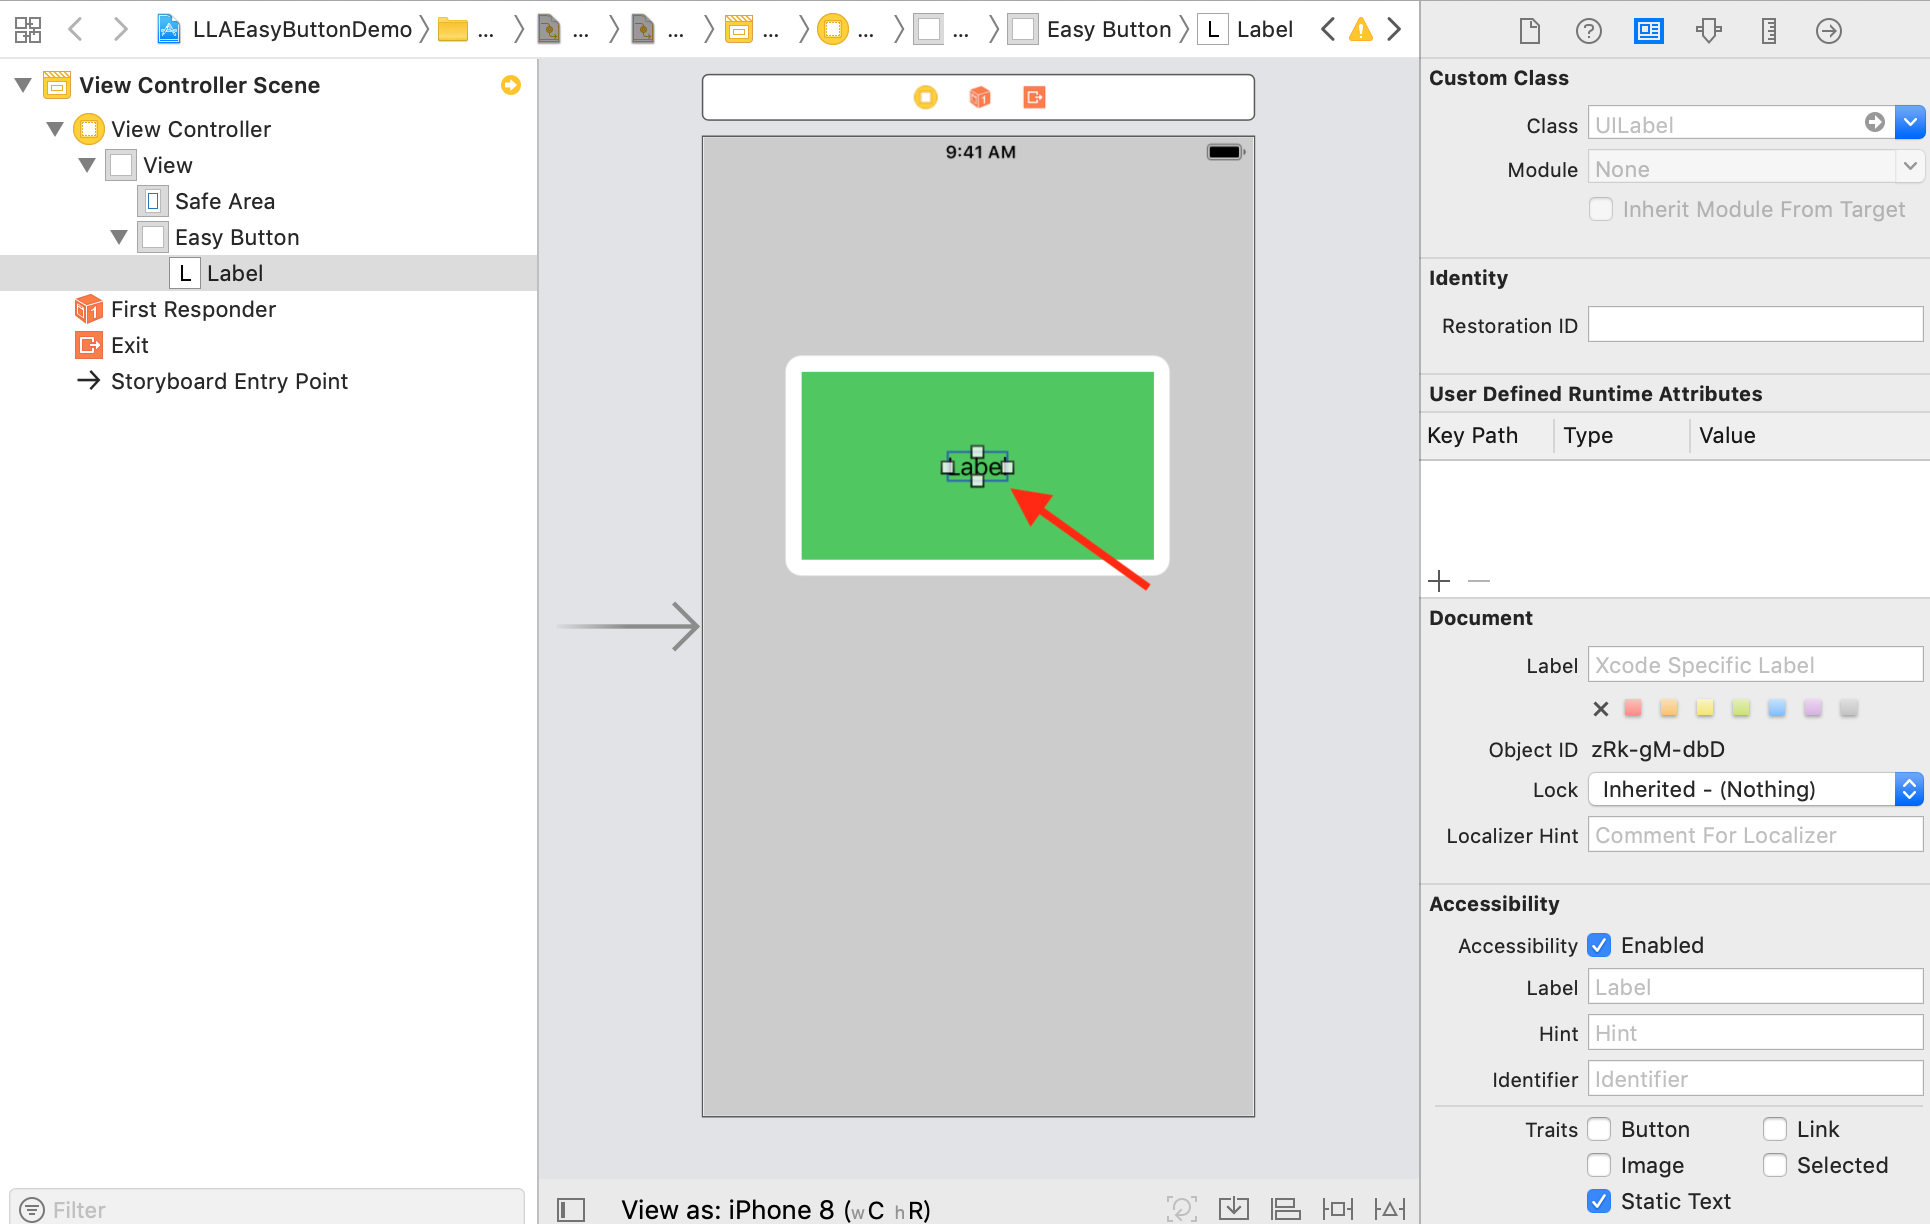 LLAEasyButtonDemo ... ... ... ... ... ... Easy Button L Label
View Controller Scene
View Controller
View
Safe Area
Easy Button
L Label
First Responder
Exit
Storyboard Entry Point
Filter
9:41 AM
Label
View as: iPhone 8 (wC hR)
Custom Class
Class UILabel
Module None
Inherit Module From Target
Identity
Restoration ID
User Defined Runtime Attributes
Key Path Type Value
Document
Label Xcode Specific Label
Object ID zRk-gM-dbD
Lock Inherited - (Nothing)
Localizer Hint Comment For Localizer
Accessibility
Accessibility Enabled
Label Label
Hint Hint
Identifier Identifier
Traits Button Link
Image Selected
Static Text